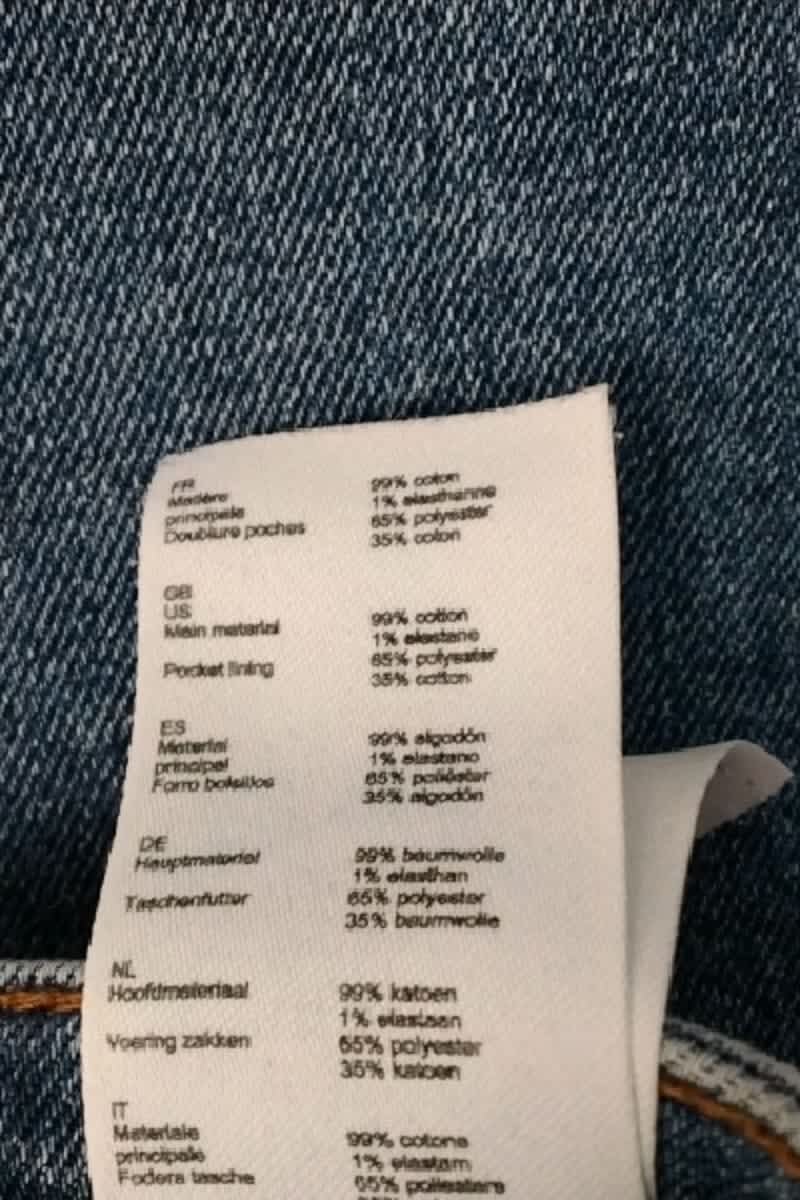 FR
Matière 99% coton
principale 1% elasthanne
65% polyester
Doublure poches 35% coton
GB
US
Main material 99% cotton
1% elastane
Pocket lining 65% polyester
35% cotton
ES
Material 99% algodón
principal 1% elastano
Forro bolsillos 65% poliéster
35% algodón
DE
Hauptmaterial 99% baumwolle
1% elasthan
Taschenfutter 65% polyester
35% baumwolle
NL
Hoofdmateriaal 99% katoen
1% elastaan
Voering zakken 65% polyester
35% katoen
IT
Materiale 99% cotone
principale 1% elastam
Fodera tasche 65% poliestere